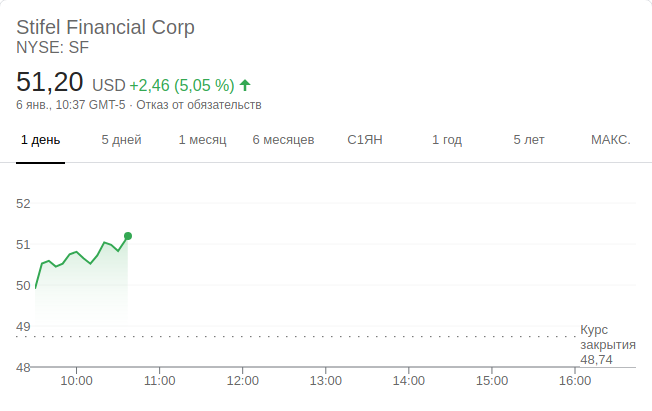 Stifel Financial Corp
NYSE: SF
51,20 USD +2,46 (5,05 %)
6 янв., 10:37 GMT-5 · Отказ от обязательств
1 день 5 дней 1 месяц 6 месяцев С1ЯН 1 год 5 лет МАКС.
52
51
50
49
48
Курс
закрытия
48,74
10:00 11:00 12:00 13:00 14:00 15:00 16:00